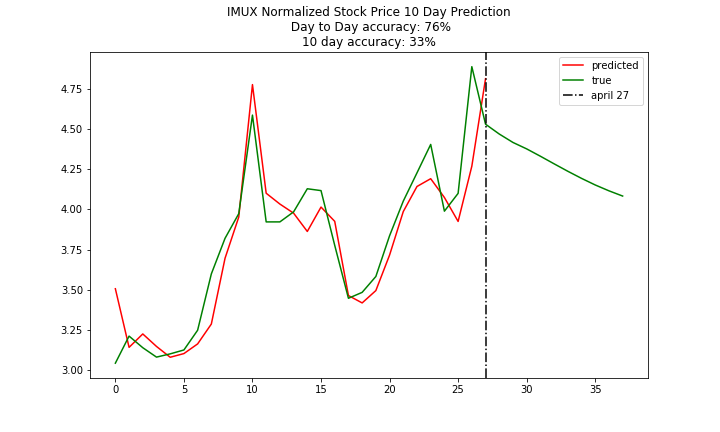 IMUX Normalized Stock Price 10 Day Prediction
Day to Day accuracy: 76%
10 day accuracy: 33%
predicted
true
april 27
4.75
4.50
4.25
4.00
3.75
3.50
3.25
3.00
0 5 10 15 20 25 30 35